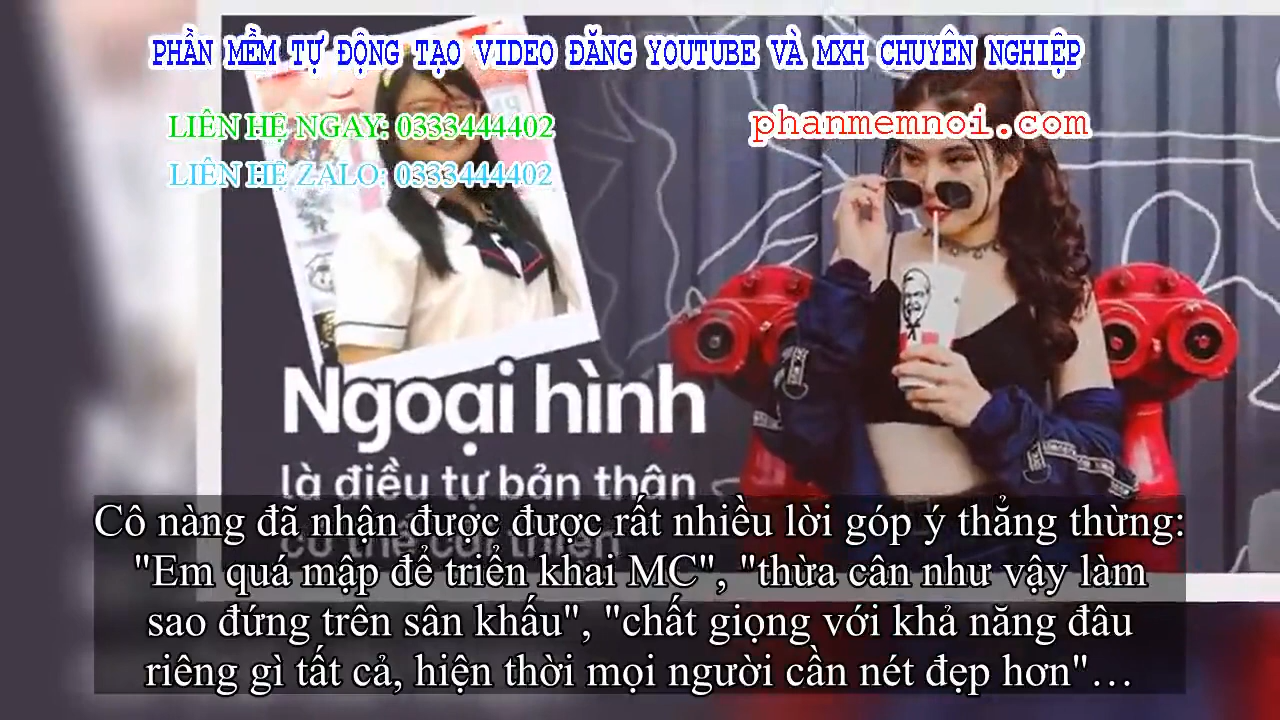 PHẦN MỀM TỰ ĐỘNG TẠO VIDEO ĐĂNG YOUTUBE VÀ MXH CHUYÊN NGHIỆP
LIÊN HỆ NGAY: 0333444402
phanmemnoi.com
LIÊN HỆ ZALO: 0333444402
Ngoại hình
là điều tự bản thân
có thể cải thiện
Cô nàng đã nhận được được rất nhiều lời góp ý thẳng thừng:
"Em quá mập để triển khai MC", "thừa cân như vậy làm
sao đứng trên sân khấu", "chất giọng với khả năng đâu
riêng gì tất cả, hiện thời mọi người cần nét đẹp hơn"…